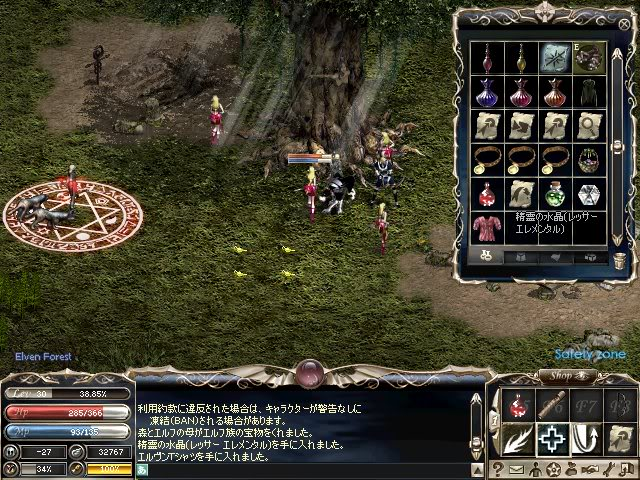 E
精霊の水晶(レッサー
エレメンタル)
Elven Forest
Safety zone
Shop
Lev 30
38.85%
Hp
285/366
Mp
93/135
-27
32767
34%
100%
利用約款に違反された場合は、キャラクターが警告なしに
凍結(BAN)される場合があります。
森とエルフの母がエルフ族の宝物をくれました。
精霊の水晶(レッサー エレメンタル)を手に入れました。
エルヴンTシャツを手に入れました。
あ
F7